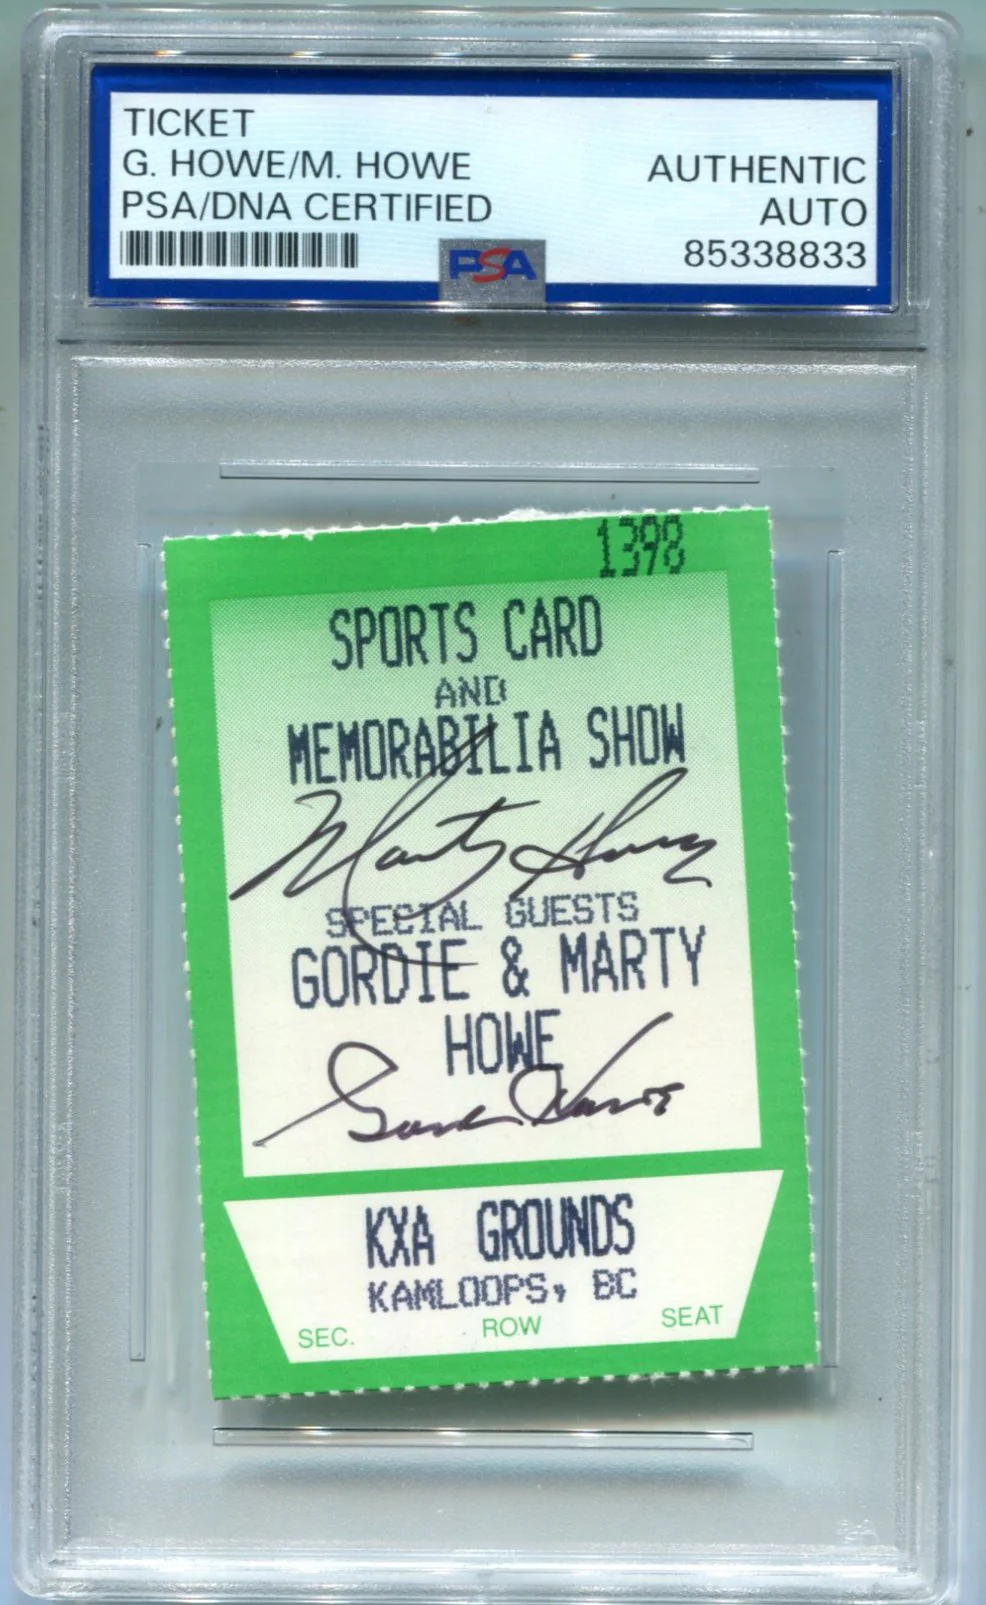 TICKET
G. HOWE/M. HOWE
PSA/DNA CERTIFIED
AUTHENTIC
AUTO
85338833
PSA
1398
SPORTS CARD
AND
MEMORABILIA SHOW
Marty Howe
SPECIAL GUESTS
GORDIE & MARTY
HOWE
Gordie Howe
KXA GROUNDS
KAMLOOPS, BC
SEC. ROW SEAT